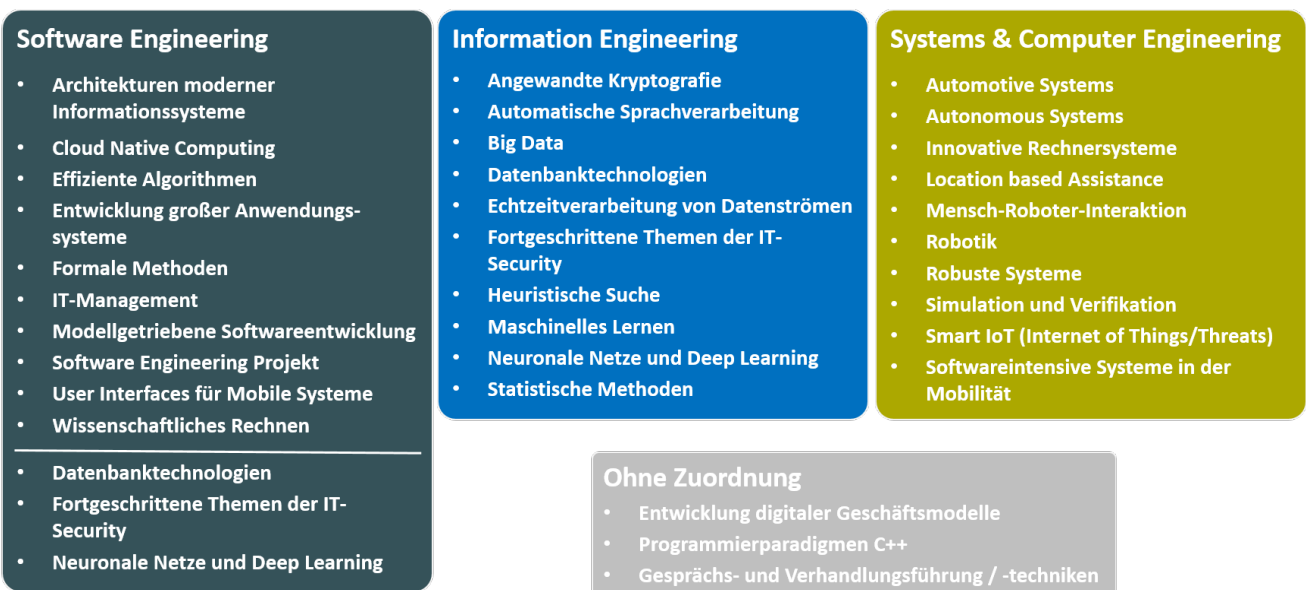 Software Engineering
• Architekturen moderner
Informationssysteme
• Cloud Native Computing
• Effiziente Algorithmen
• Entwicklung großer Anwendungs-
systeme
• Formale Methoden
• IT-Management
• Modellgetriebene Softwareentwicklung
• Software Engineering Projekt
• User Interfaces für Mobile Systeme
• Wissenschaftliches Rechnen
• Datenbanktechnologien
• Fortgeschrittene Themen der IT-
Security
• Neuronale Netze und Deep Learning
Information Engineering
• Angewandte Kryptografie
• Automatische Sprachverarbeitung
• Big Data
• Datenbanktechnologien
• Echtzeitverarbeitung von Datenströmen
• Fortgeschrittene Themen der IT-
Security
• Heuristische Suche
• Maschinelles Lernen
• Neuronale Netze und Deep Learning
• Statistische Methoden
Systems & Computer Engineering
• Automotive Systems
• Autonomous Systems
• Innovative Rechnersysteme
• Location based Assistance
• Mensch-Roboter-Interaktion
• Robotik
• Robuste Systeme
• Simulation und Verifikation
• Smart IoT (Internet of Things/Threats)
• Softwareintensive Systeme in der
Mobilität
Ohne Zuordnung
• Entwicklung digitaler Geschäftsmodelle
• Programmierparadigmen C++
• Gesprächs- und Verhandlungsführung / -techniken